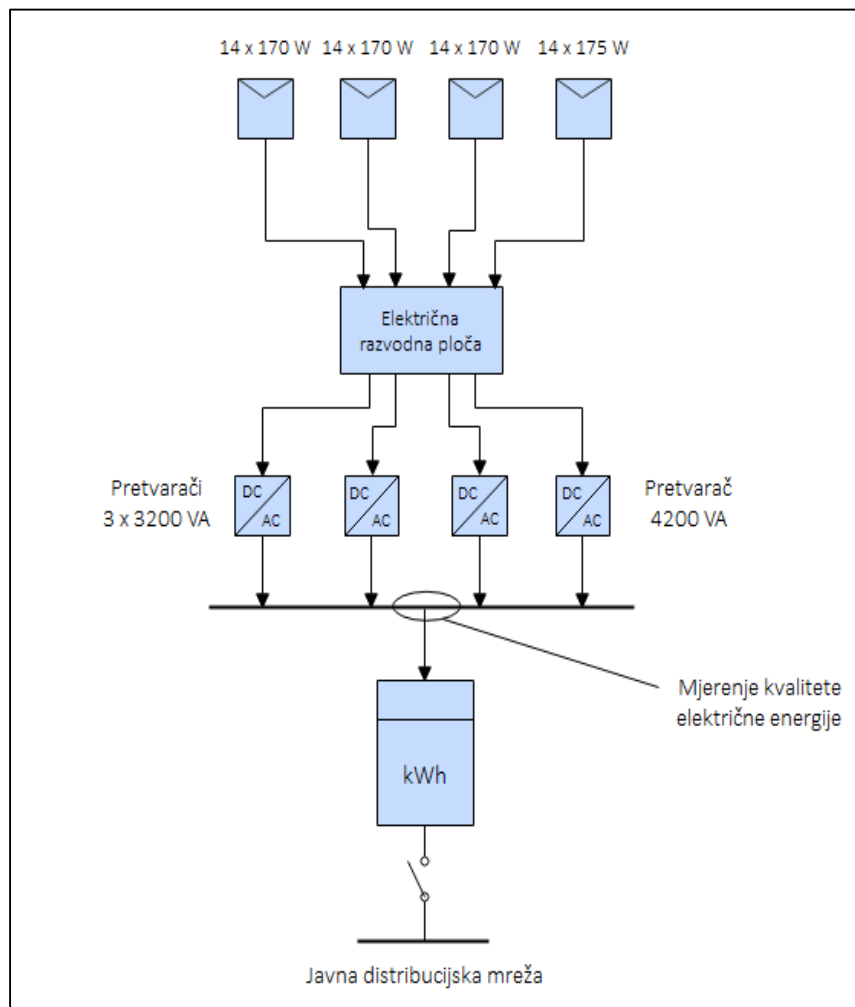 14 x 170 W 14 x 170 W 14 x 170 W 14 x 175 W
Električna
razvodna ploča
Pretvarači
3 x 3200 VA
DC
AC
DC
AC
DC
AC
DC
AC
Pretvarač
4200 VA
Mjerenje kvalitete
električne energije
kWh
Javna distribucijska mreža